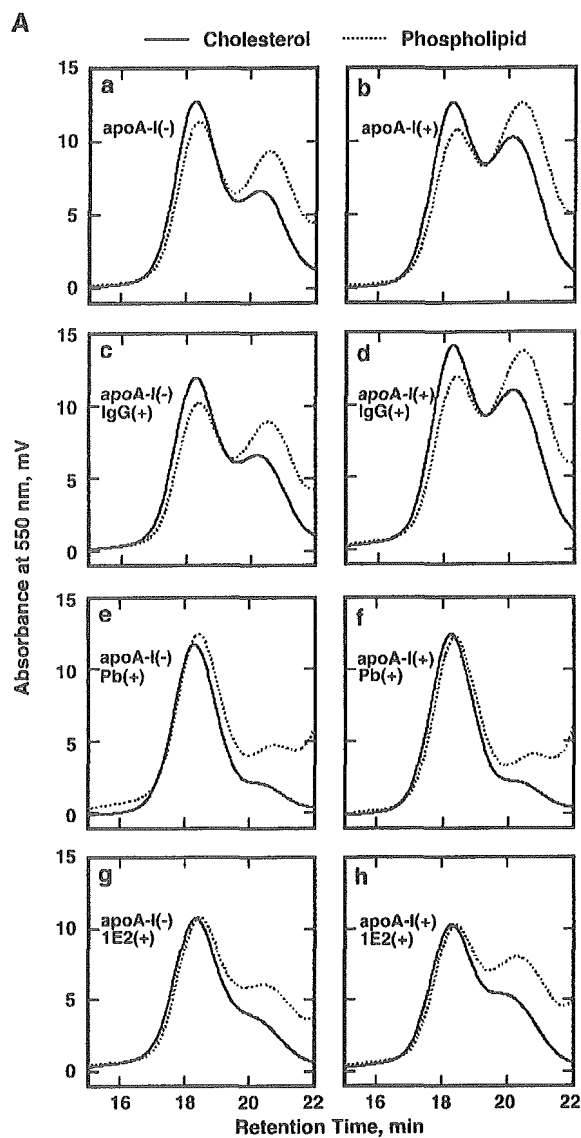 A
Cholesterol Phospholipid
15
10
5
0
a
apoA-I(-)
b
apoA-I(+)
15
10
5
0
c
apoA-I(-)
IgG(+)
d
apoA-I(+)
IgG(+)
15
10
5
0
e
apoA-I(-)
Pb(+)
f
apoA-I(+)
Pb(+)
15
10
5
0
g
apoA-I(-)
1E2(+)
h
apoA-I(+)
1E2(+)
16 18 20 22 16 18 20 22
Retention Time, min
Absorbance at 550 nm, mV